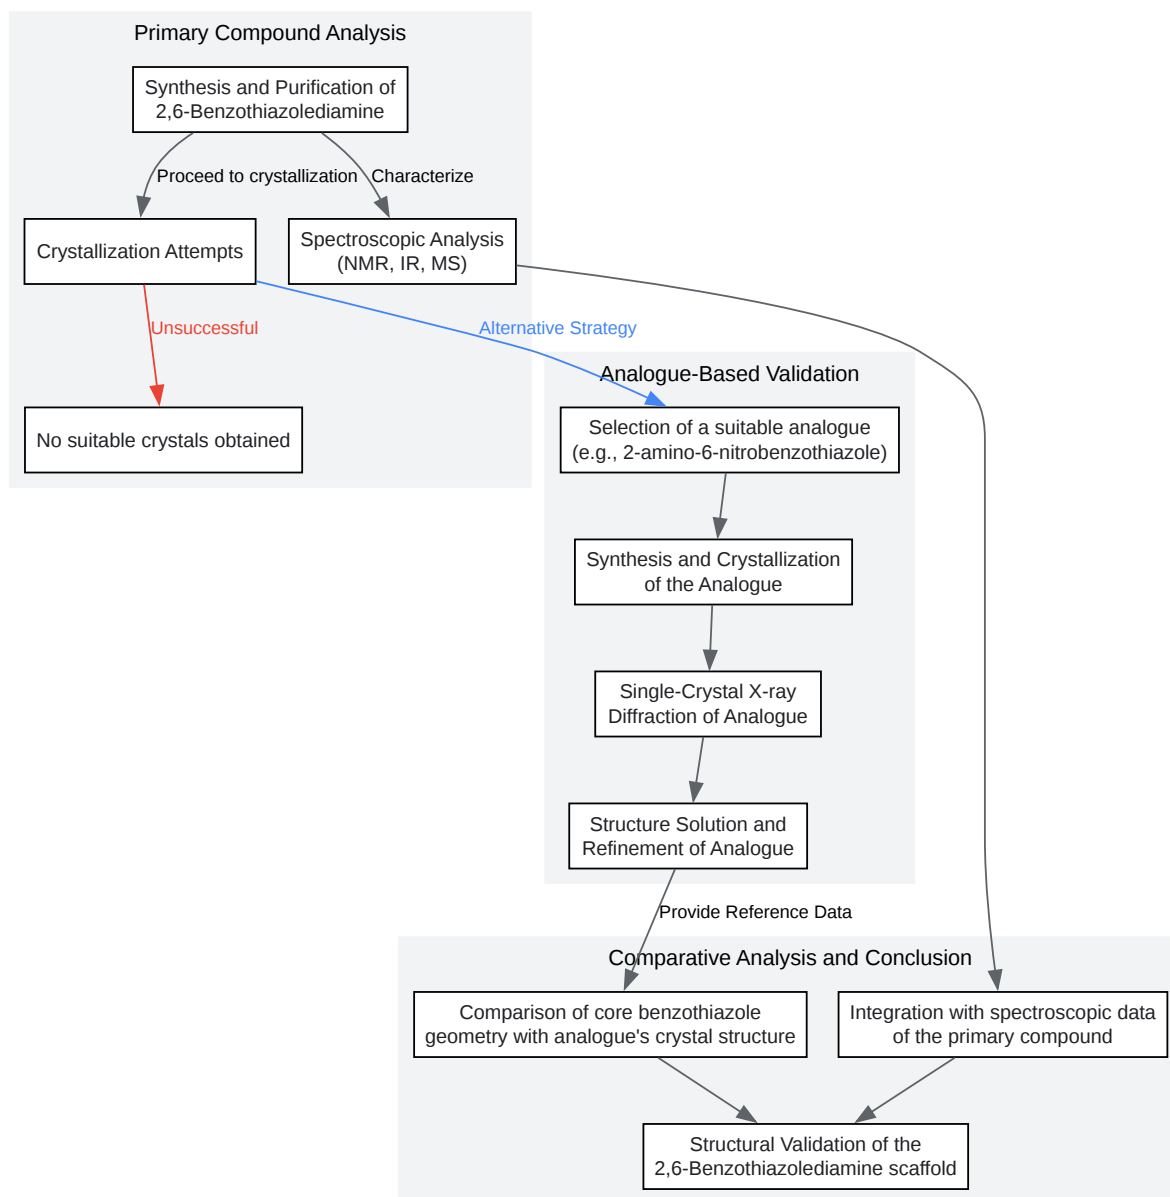 Primary Compound Analysis
Synthesis and Purification of
2,6-Benzothiazolediamine
Proceed to crystallization
Characterize
Crystallization Attempts
Spectroscopic Analysis
(NMR, IR, MS)
Unsuccessful
Alternative Strategy
No suitable crystals obtained
Analogue-Based Validation
Selection of a suitable analogue
(e.g., 2-amino-6-nitrobenzothiazole)
Synthesis and Crystallization
of the Analogue
Single-Crystal X-ray
Diffraction of Analogue
Structure Solution and
Refinement of Analogue
Provide Reference Data
Comparative Analysis and Conclusion
Comparison of core benzothiazole
geometry with analogue's crystal structure
Integration with spectroscopic data
of the primary compound
Structural Validation of the
2,6-Benzothiazolediamine scaffold